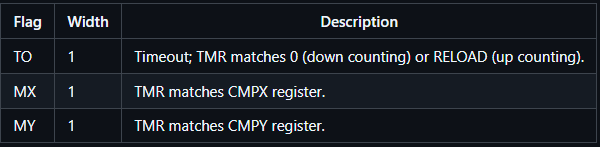 Flag Width Description
TO 1 Timeout; TMR matches 0 (down counting) or RELOAD (up counting).
MX 1 TMR matches CMPX register.
MY 1 TMR matches CMPY register.